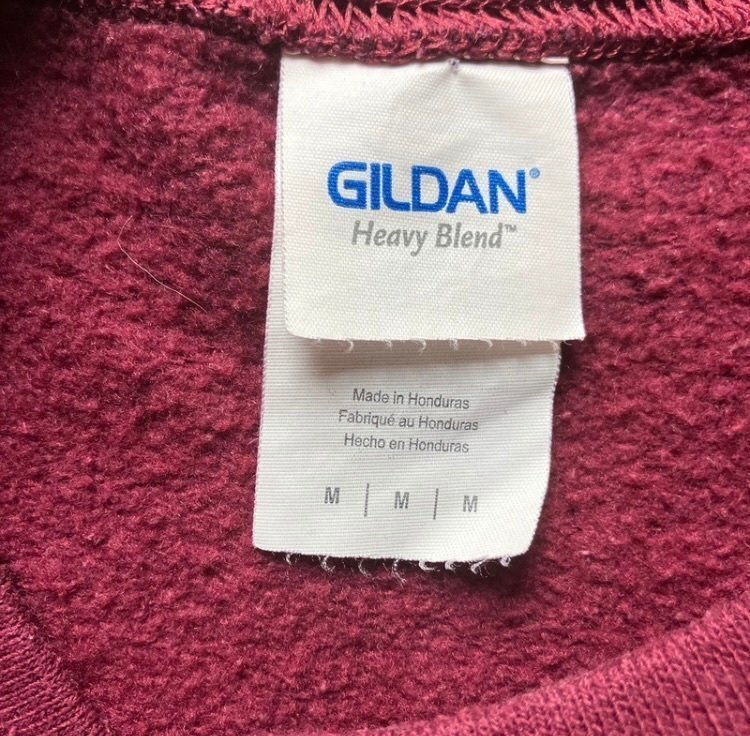 GILDAN®
Heavy Blend™
Made in Honduras
Fabriqué au Honduras
Hecho en Honduras
M | M | M